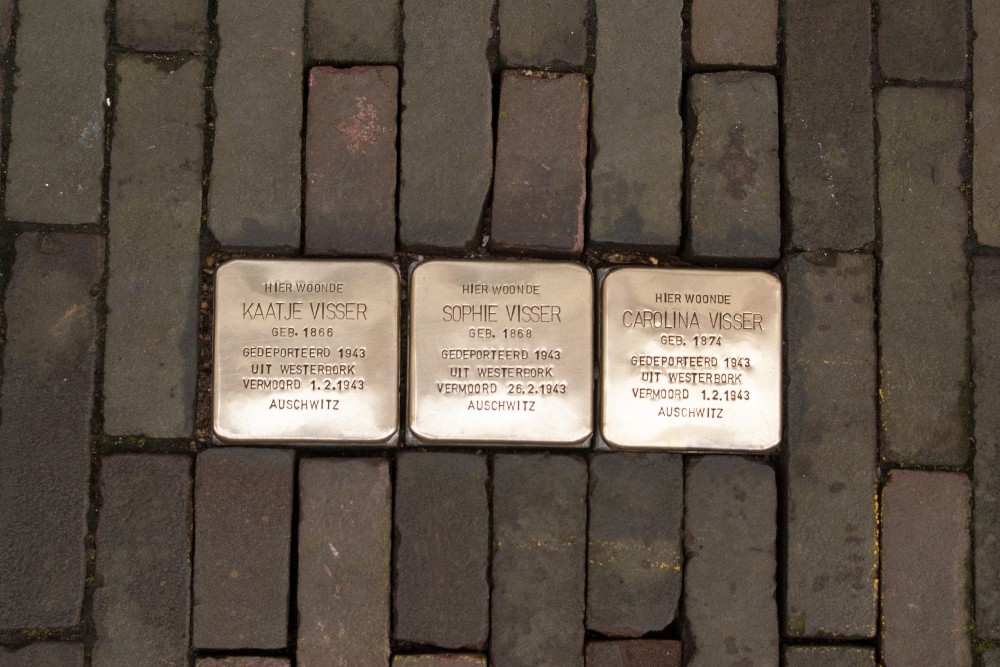 HIER WOONDE
KAATJE VISSER
GEB. 1866
GEDEPORTEERD 1943
UIT WESTERBORK
VERMOORD 1.2.1943
AUSCHWITZ
HIER WOONDE
SOPHIE VISSER
GEB. 1868
GEDEPORTEERD 1943
UIT WESTERBORK
VERMOORD 26.2.1943
AUSCHWITZ
HIER WOONDE
CAROLINA VISSER
GEB. 1874
GEDEPORTEERD 1943
UIT WESTERBORK
VERMOORD 1.2.1943
AUSCHWITZ